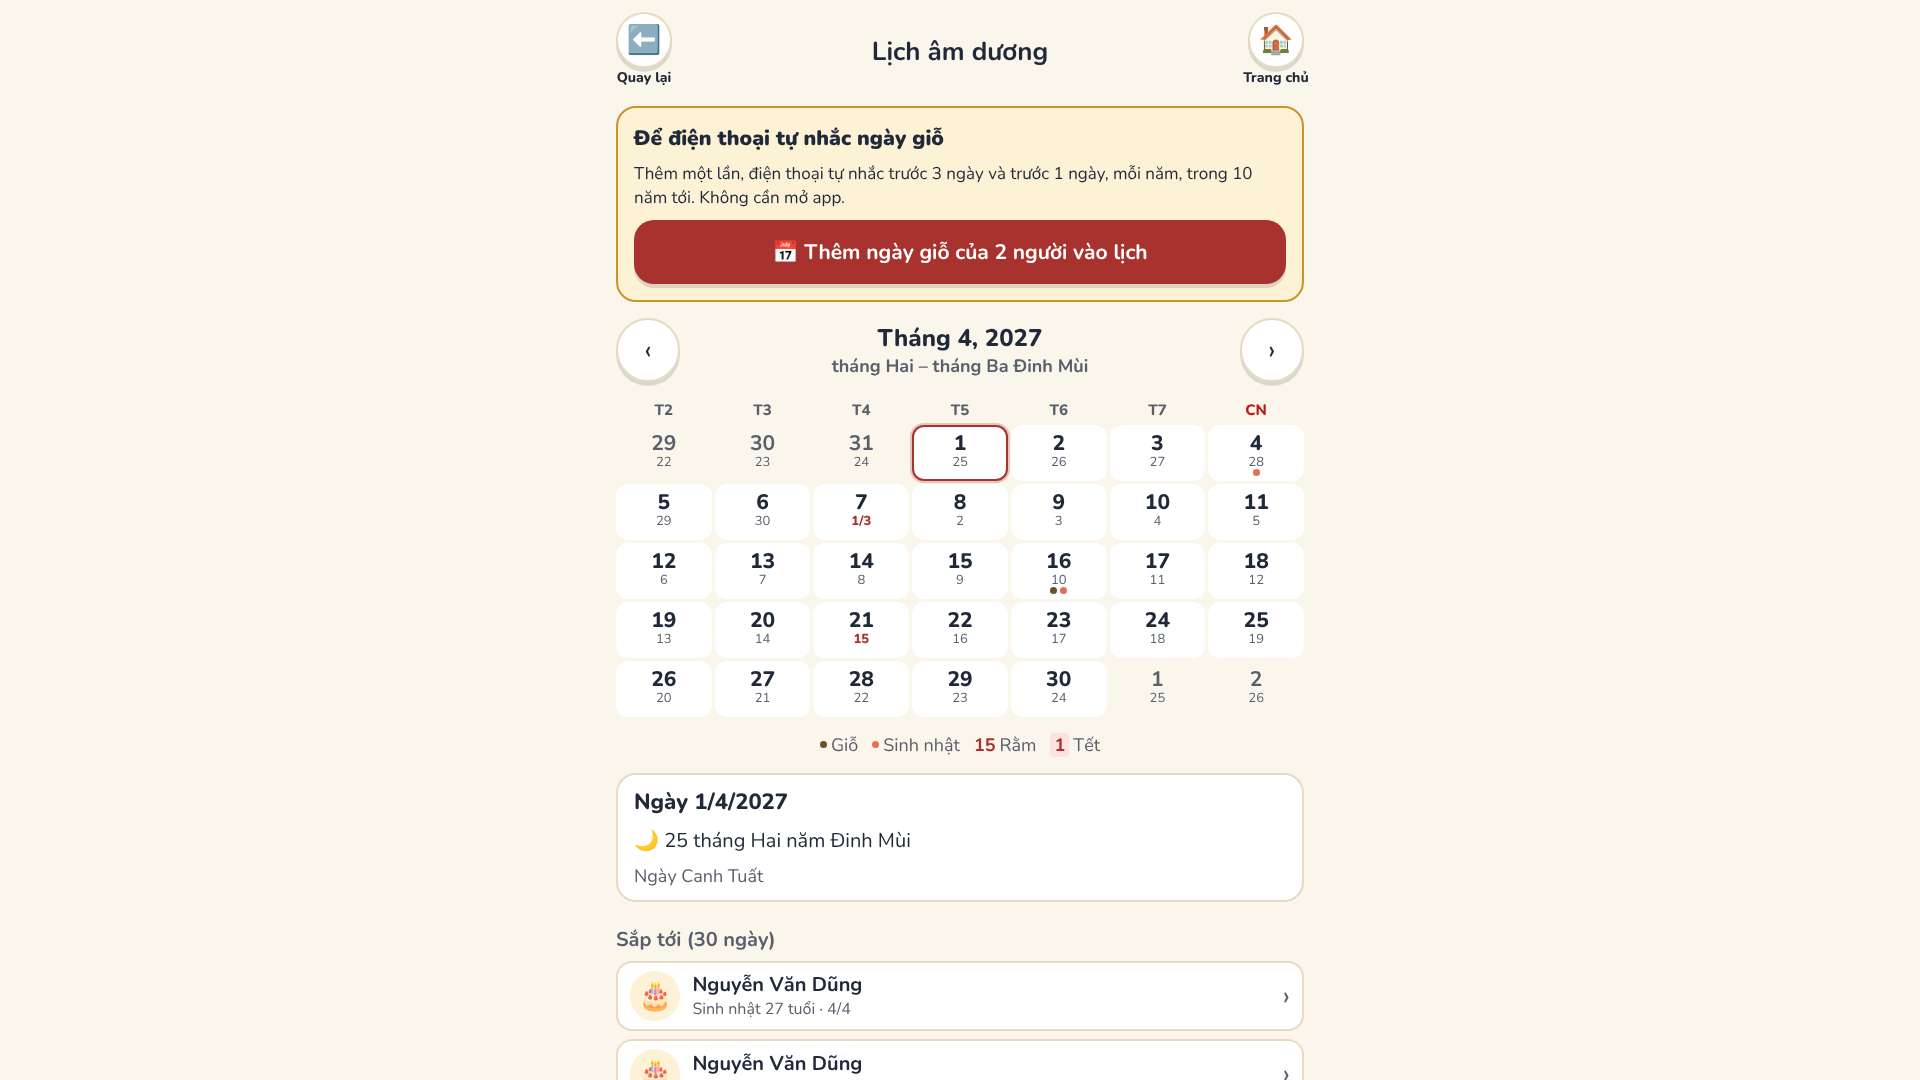 Quay lại
Lịch âm dương
Trang chủ
Để điện thoại tự nhắc ngày giỗ
Thêm một lần, điện thoại tự nhắc trước 3 ngày và trước 1 ngày, mỗi năm, trong 10
năm tới. Không cần mở app.
Thêm ngày giỗ của 2 người vào lịch
‹
Tháng 4, 2027
›
tháng Hai – tháng Ba Đinh Mùi
T2 T3 T4 T5 T6 T7 CN
29 30 31 1 2 3 4
22 23 24 25 26 27 28
5 6 7 8 9 10 11
29 30 1/3 2 3 4 5
12 13 14 15 16 17 18
6 7 8 9 10 11 12
19 20 21 22 23 24 25
13 14 15 16 17 18 19
26 27 28 29 30 1 2
20 21 22 23 24 25 26
Giỗ Sinh nhật 15 Rằm 1 Tết
Ngày 1/4/2027
🌙 25 tháng Hai năm Đinh Mùi
Ngày Canh Tuất
Sắp tới (30 ngày)
Nguyễn Văn Dũng
Sinh nhật 27 tuổi · 4/4
›
Nguyễn Văn Dũng
›